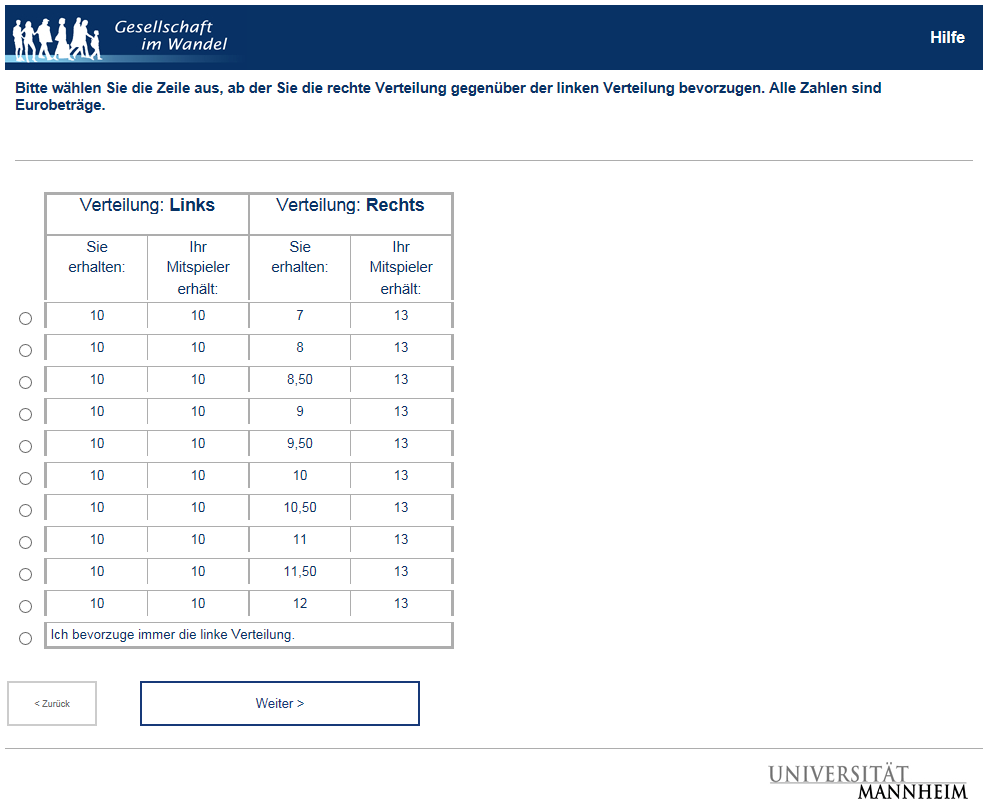 Gesellschaft
im Wandel
Hilfe
Bitte wählen Sie die Zeile aus, ab der Sie die rechte Verteilung gegenüber der linken Verteilung bevorzugen. Alle Zahlen sind
Eurobeträge.
Verteilung: Links Verteilung: Rechts
Sie Ihr Sie Ihr
erhalten: Mitspieler erhalten: Mitspieler
erhält: erhält:
10 10 7 13
10 10 8 13
10 10 8,50 13
10 10 9 13
10 10 9,50 13
10 10 10 13
10 10 10,50 13
10 10 11 13
10 10 11,50 13
10 10 12 13
Ich bevorzuge immer die linke Verteilung.
< Zurück Weiter >
UNIVERSITÄT
MANNHEIM